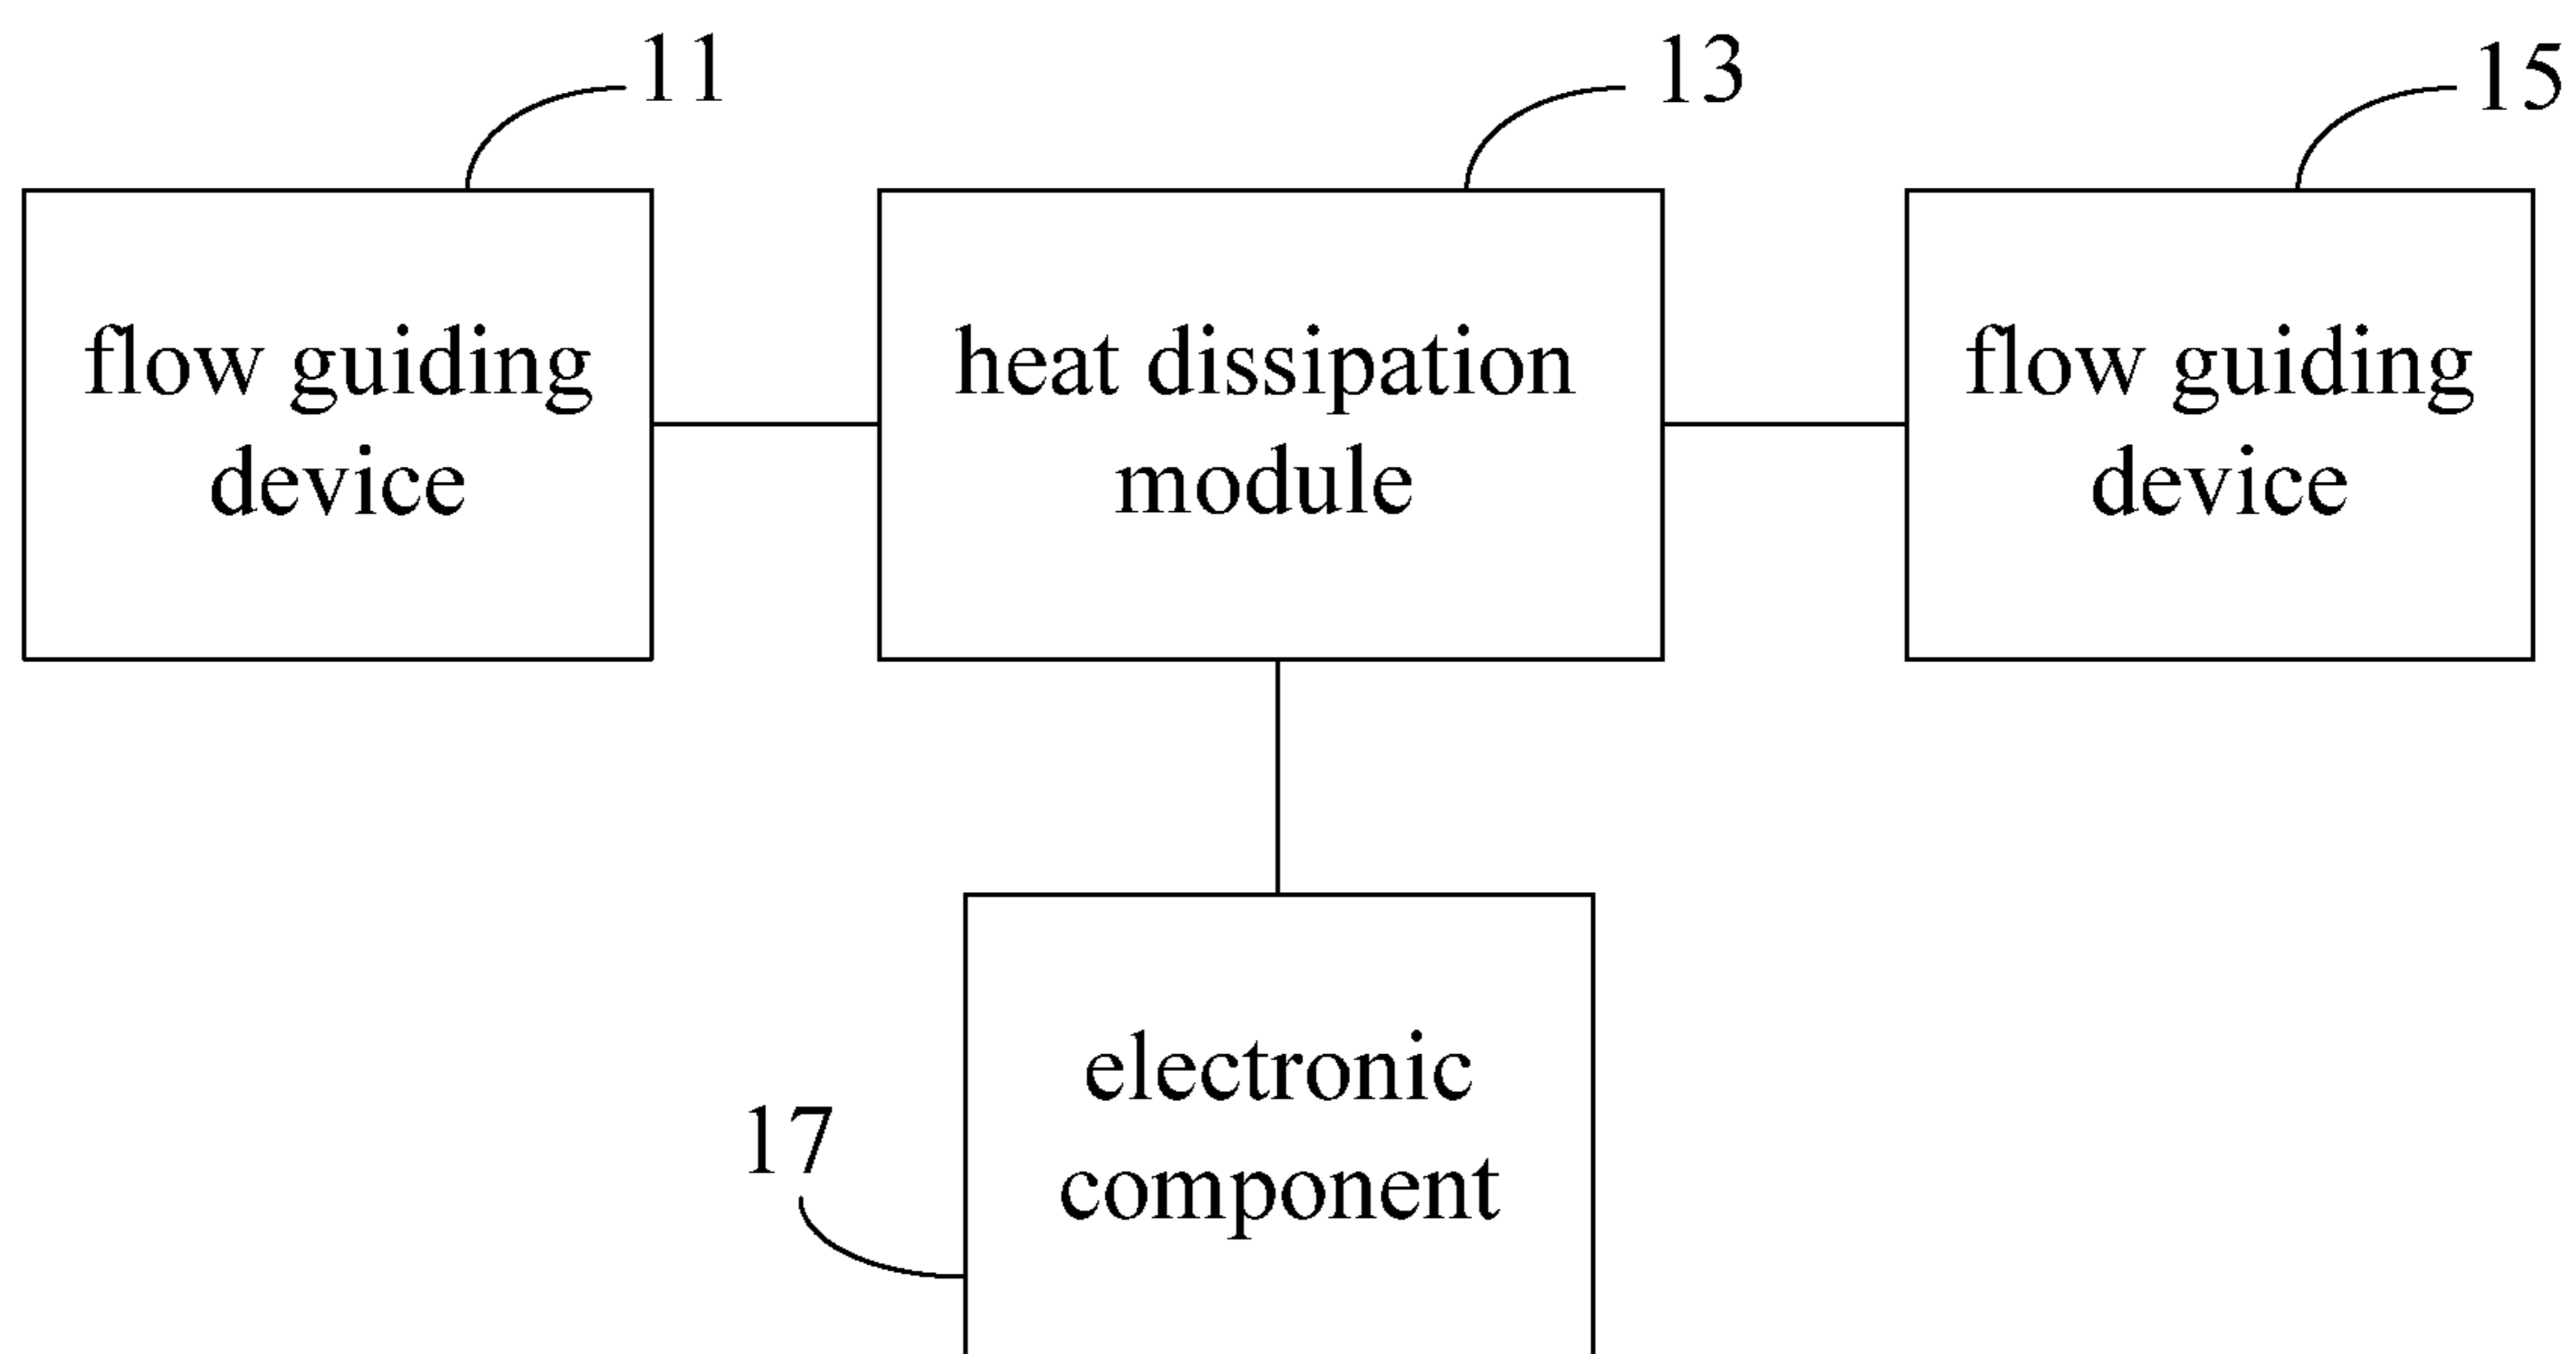 11
13
15
flow guiding
device
heat dissipation
module
flow guiding
device
electronic
component
17